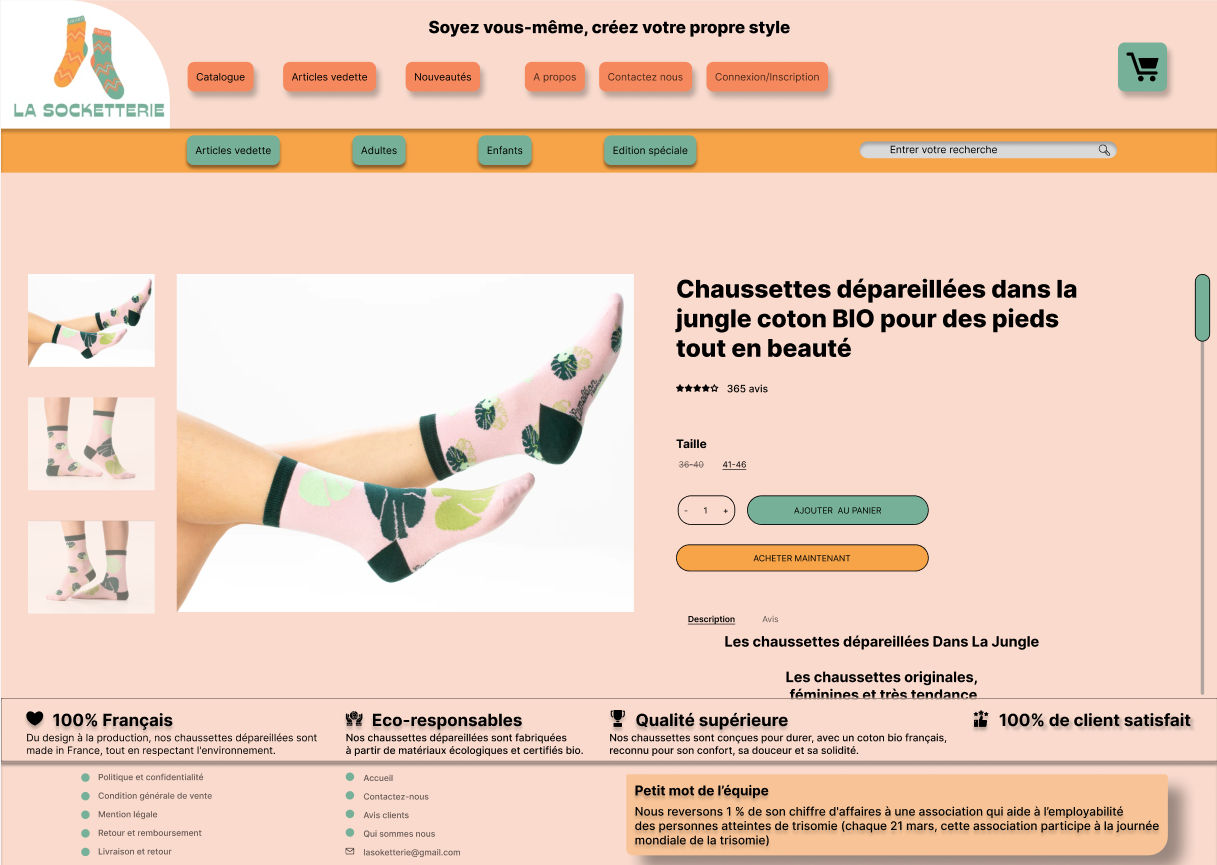 Soyez vous-même, créez votre propre style
LA SOCKETTERIE
Catalogue
Articles vedette
Nouveautés
A propos
Contactez nous
Connexion/Inscription
Articles vedette
Adultes
Enfants
Edition spéciale
Entrer votre recherche
Chaussettes dépareillées dans la
jungle coton BIO pour des pieds
tout en beauté
365 avis
Taille
36-40
41-46
- 1 +
AJOUTER AU PANIER
ACHETER MAINTENANT
Description
Avis
Les chaussettes dépareillées Dans La Jungle
Les chaussettes originales,
féminines et très tendance
100% Français
Du design à la production, nos chaussettes dépareillées sont
made in France, tout en respectant l'environnement.
Eco-responsables
Nos chaussettes dépareillées sont fabriquées
à partir de matériaux écologiques et certifiés bio.
Qualité supérieure
Nos chaussettes sont conçues pour durer, avec un coton bio français,
reconnu pour son confort, sa douceur et sa solidité.
100% de client satisfait
Politique et confidentialité
Condition générale de vente
Mention légale
Retour et remboursement
Livraison et retour
Accueil
Contactez-nous
Avis clients
Qui sommes nous
lasoketterie@gmail.com
Petit mot de l'équipe
Nous reversons 1 % de son chiffre d'affaires à une association qui aide à l'employabilité
des personnes atteintes de trisomie (chaque 21 mars, cette association participe à la journée
mondiale de la trisomie)